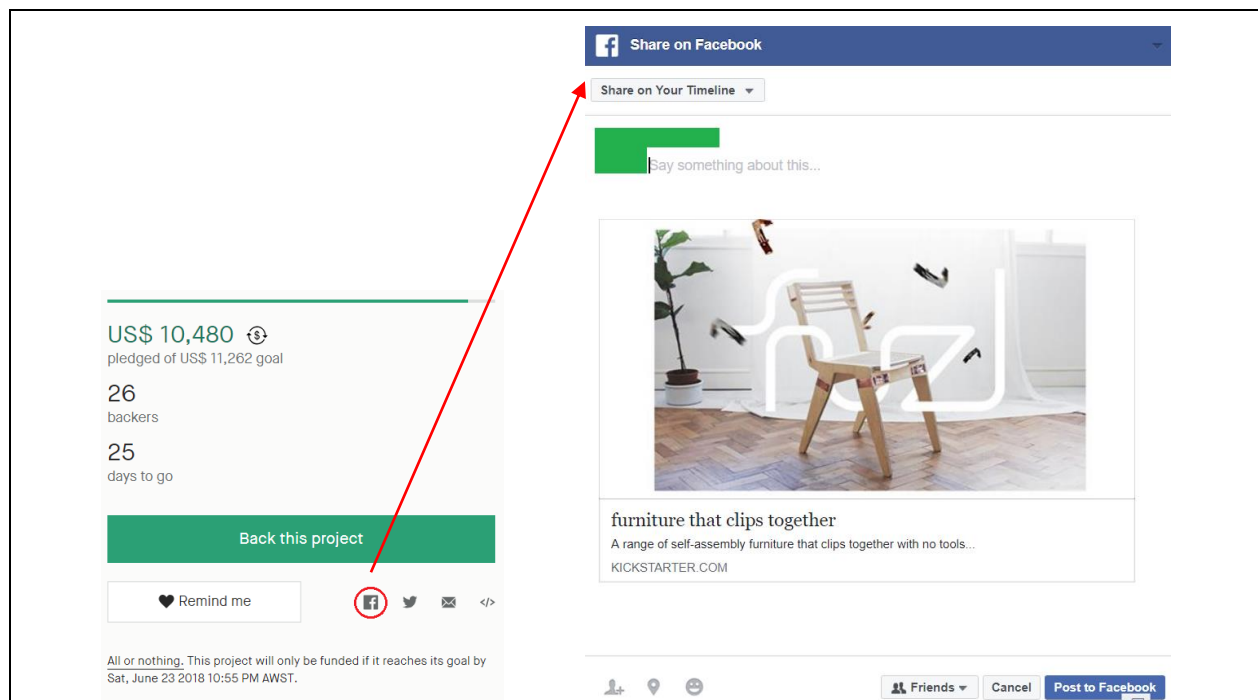 US$ 10,480
pledged of US$ 11,262 goal
26
backers
25
days to go
Back this project
Remind me
</>
All or nothing. This project will only be funded if it reaches its goal by
Sat, June 23 2018 10:55 PM AWST.
Share on Facebook
Share on Your Timeline
Say something about this...
fuzl
furniture that clips together
A range of self-assembly furniture that clips together with no tools...
KICKSTARTER.COM
Friends
Cancel
Post to Facebook